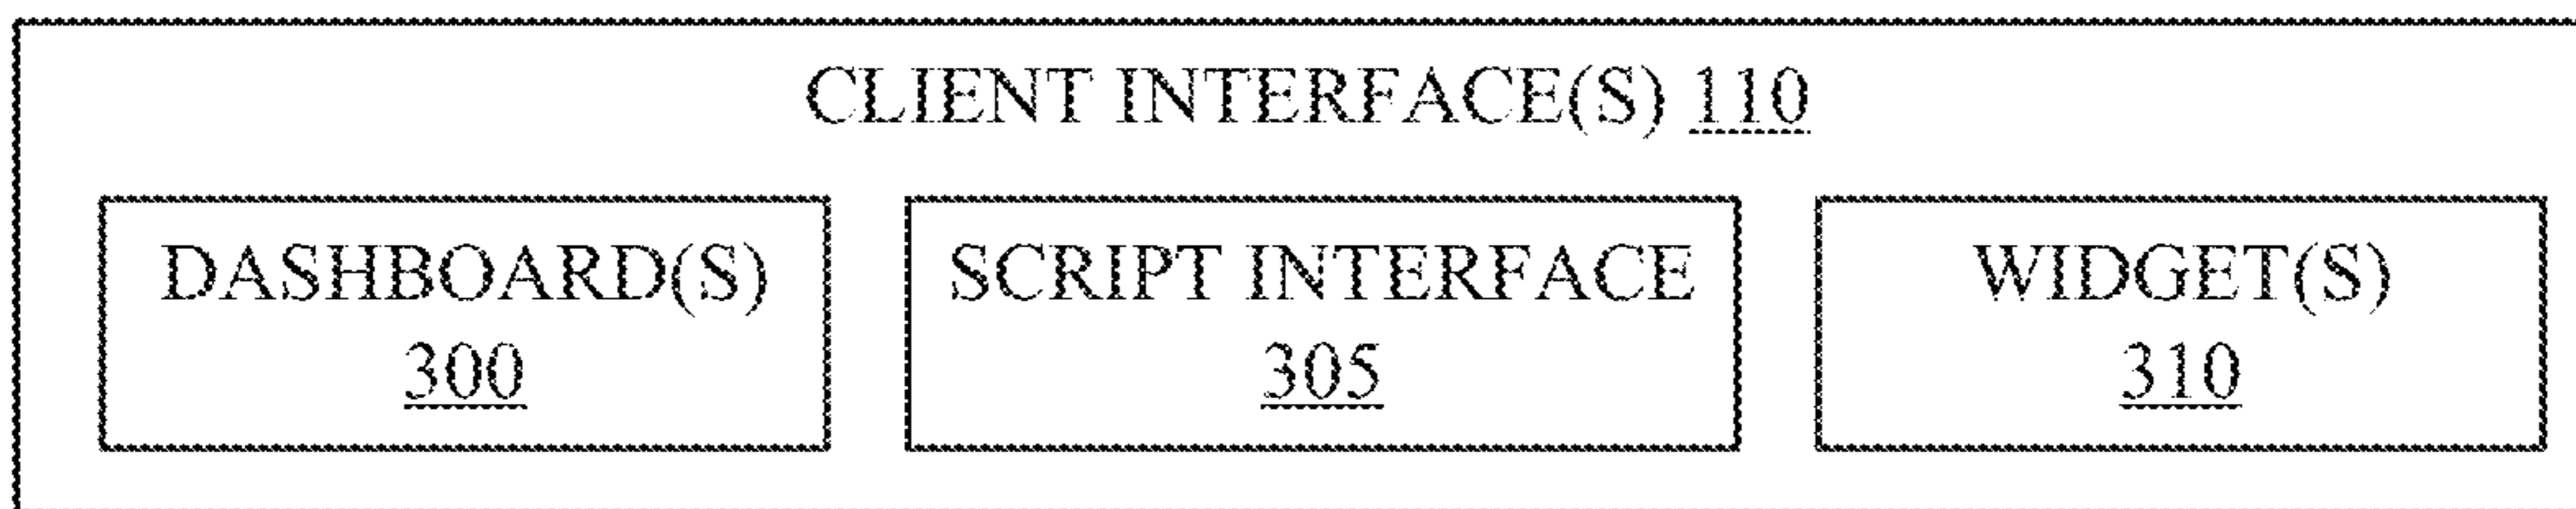 CLIENT INTERFACE(S) 110
DASHBOARD(S)
300
SCRIPT INTERFACE
305
WIDGET(S)
310